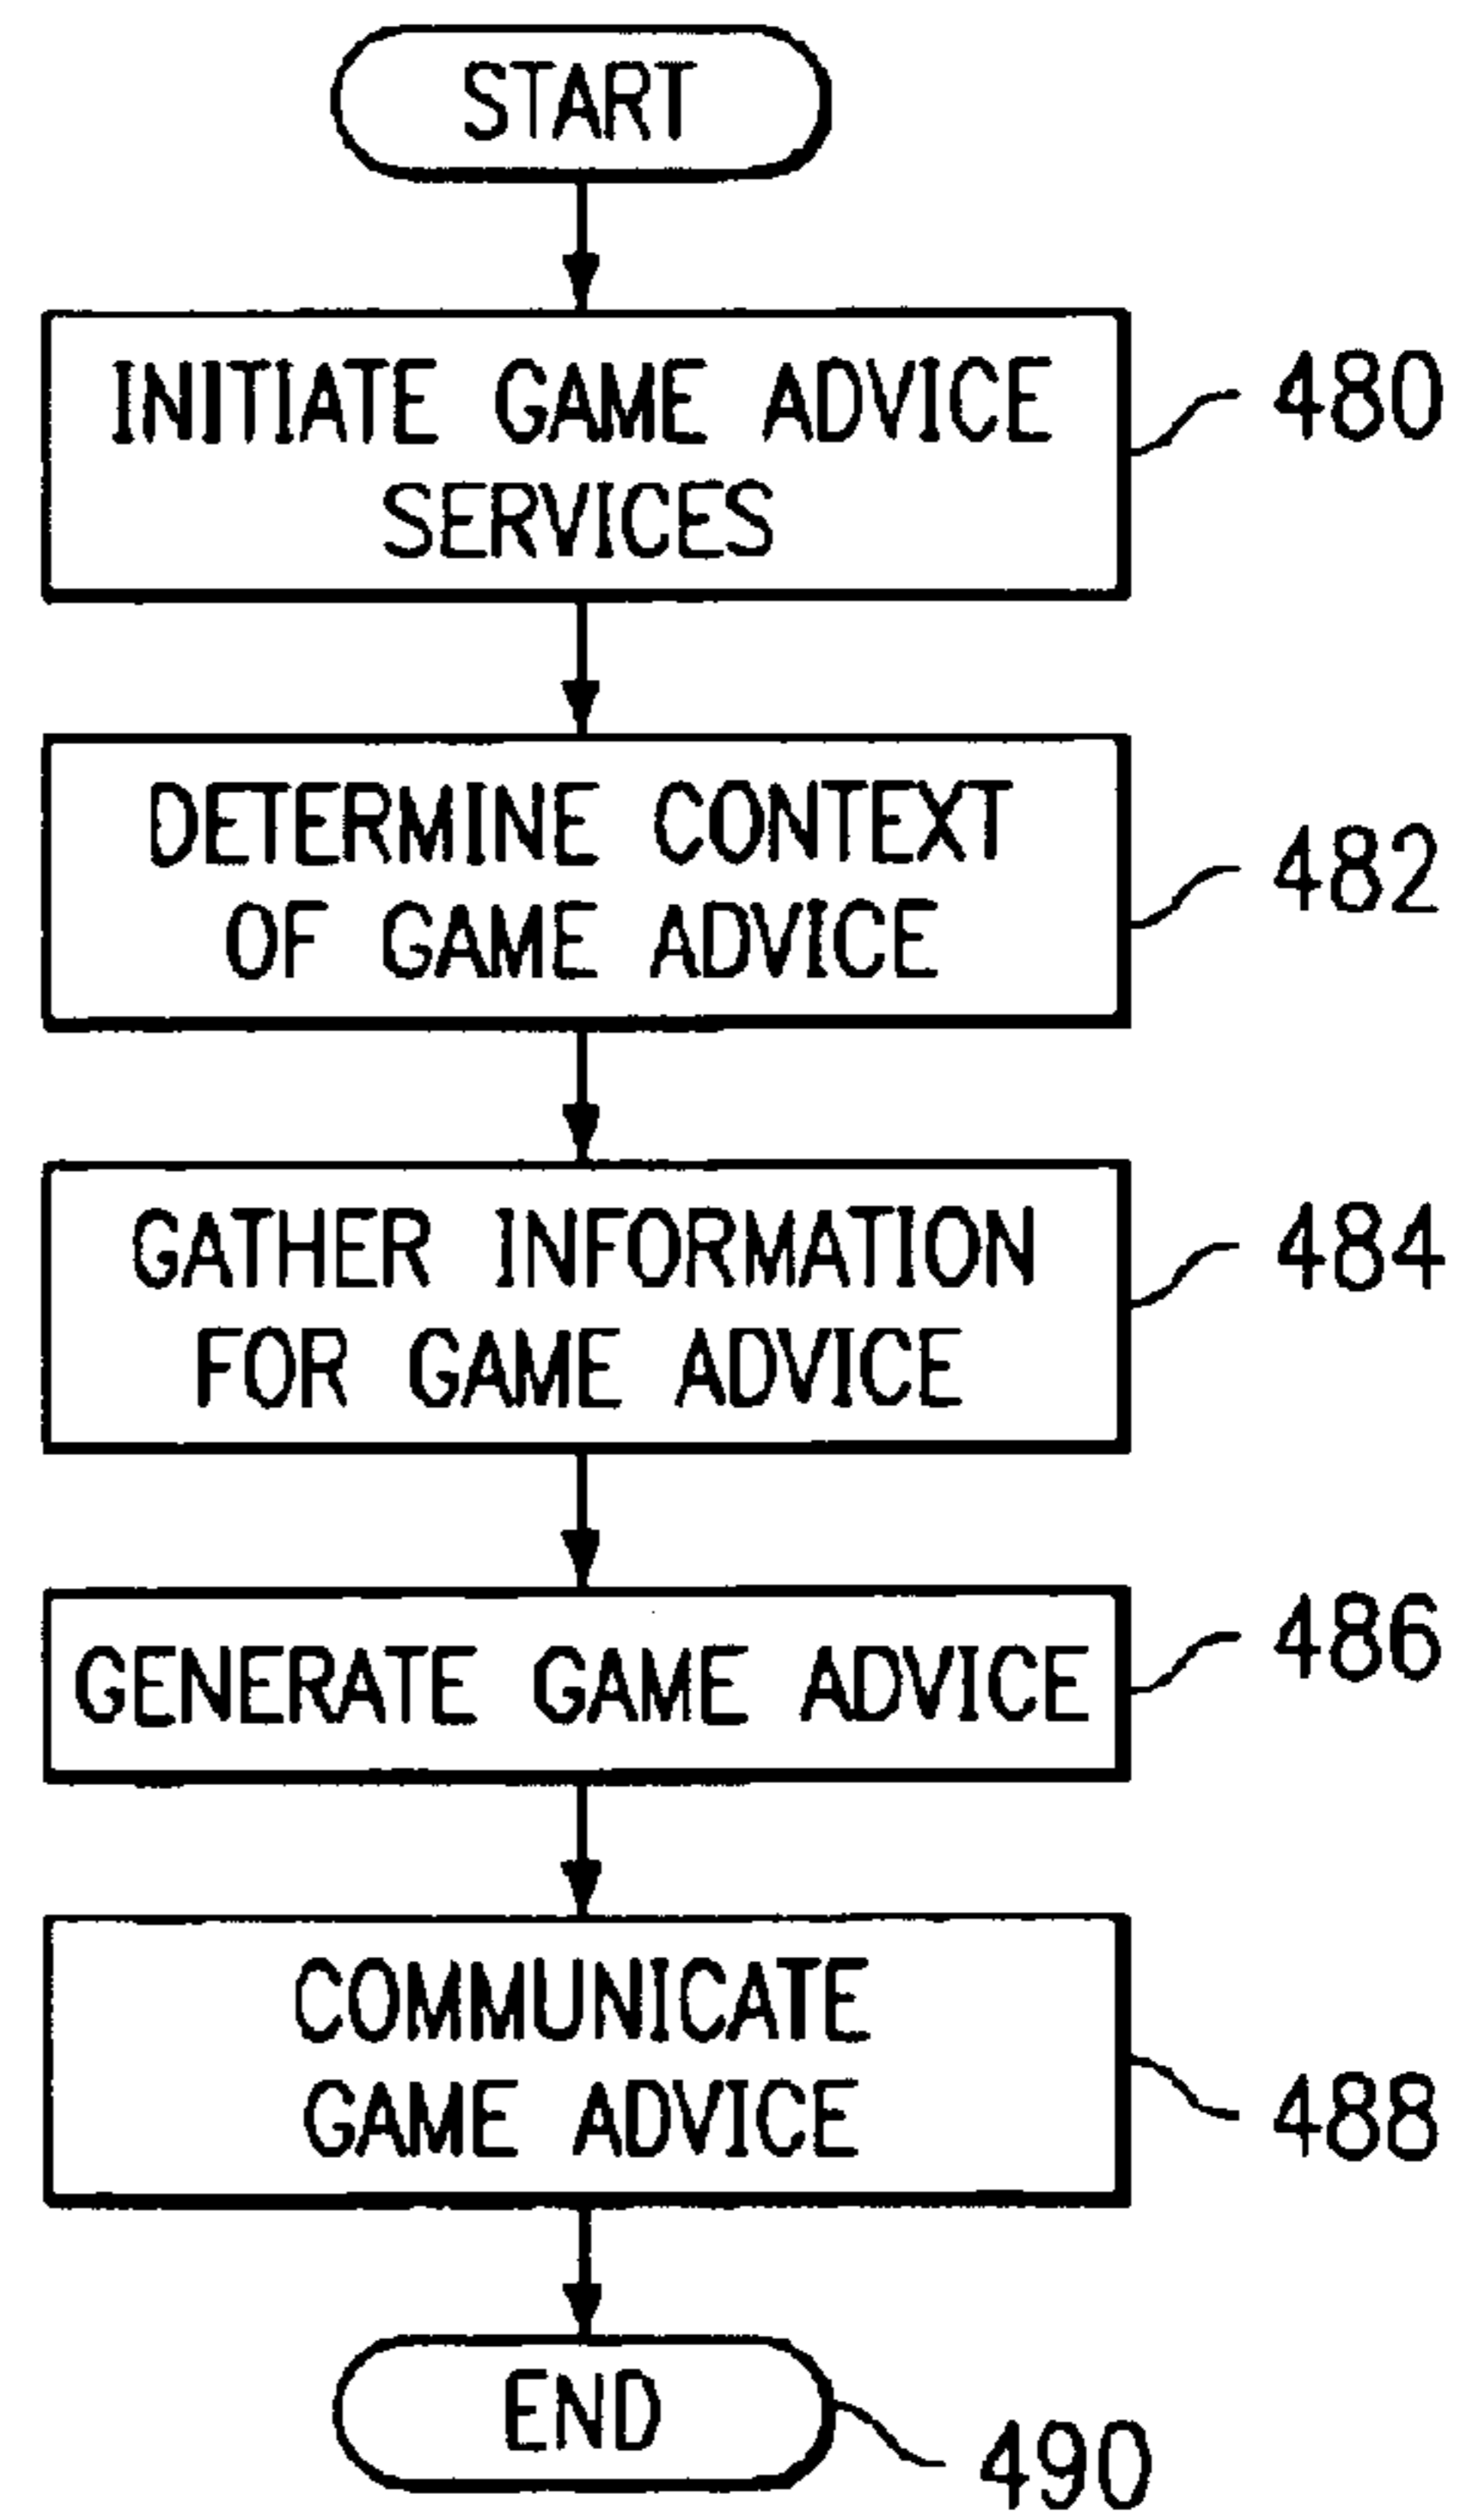 START
INITIATE GAME ADVICE
SERVICES
480
DETERMINE CONTEXT
OF GAME ADVICE
482
GATHER INFORMATION
FOR GAME ADVICE
484
GENERATE GAME ADVICE
486
COMMUNICATE
GAME ADVICE
488
END
490